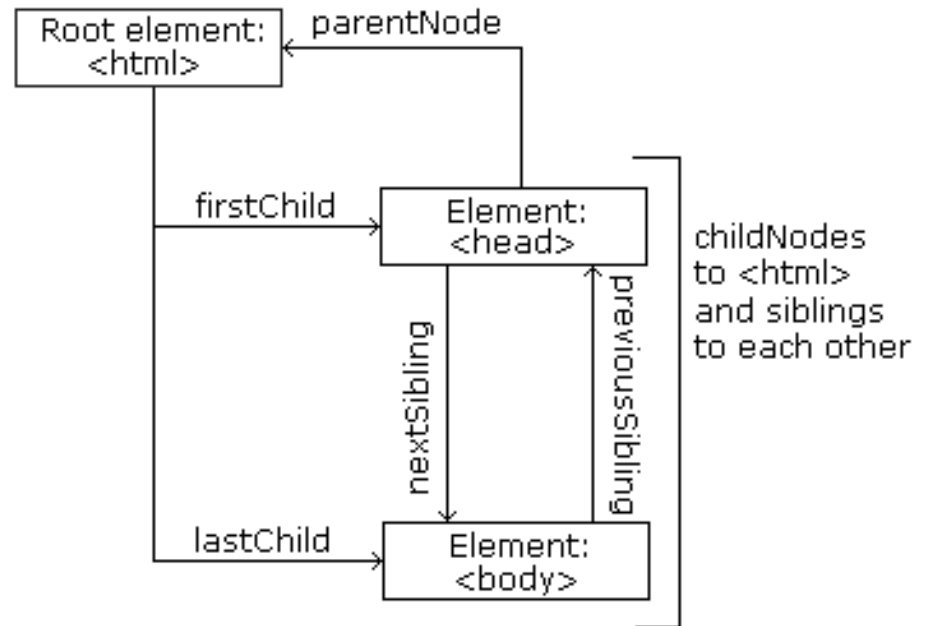 Root element:
<html>
parentNode
firstChild
Element:
<head>
childNodes
to <html>
and siblings
to each other
nextSibling
previousSibling
lastChild
Element:
<body>